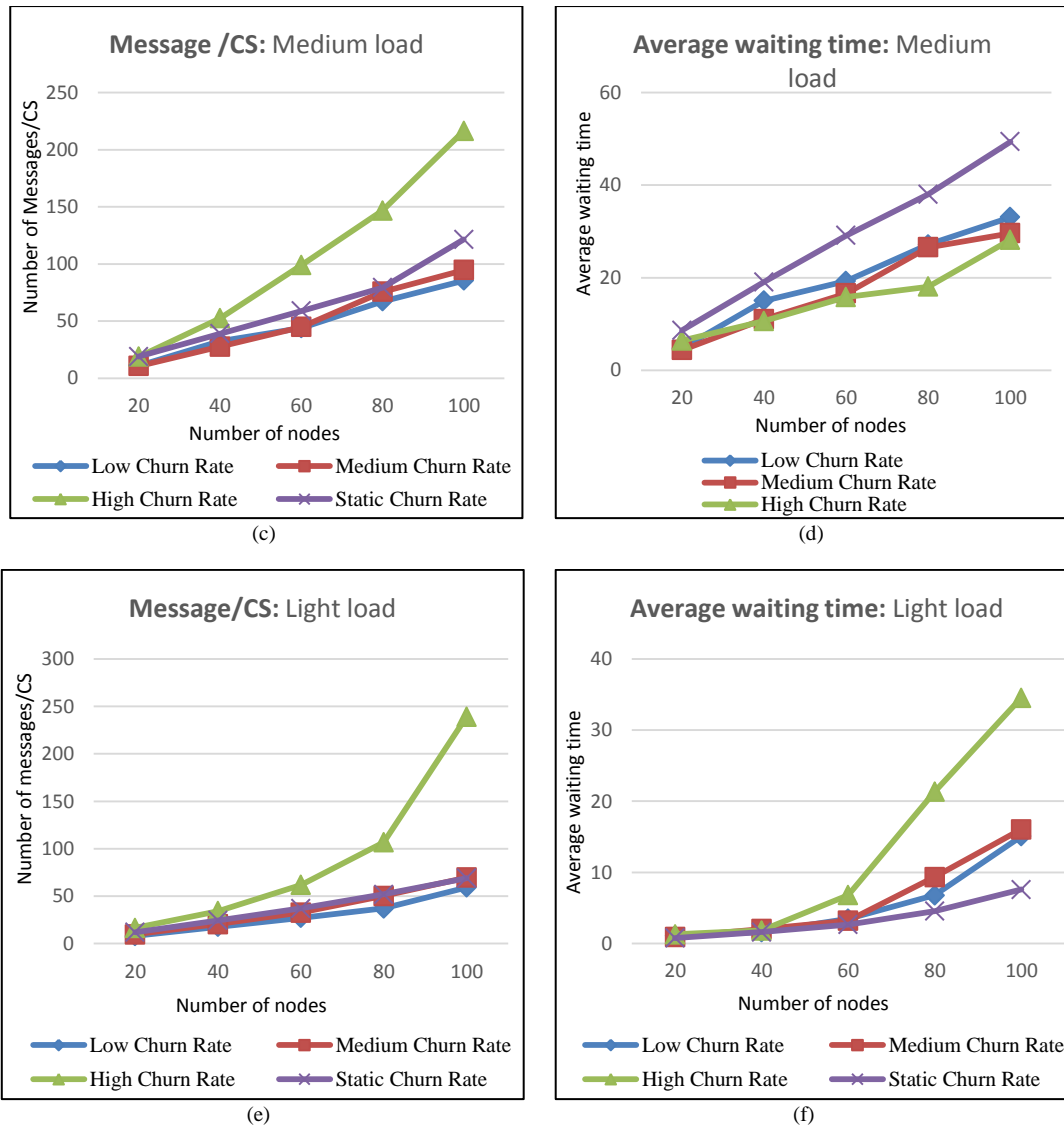 Message /CS: Medium load
250
200
150
100
50
0
Number of Messages/CS
20 40 60 80 100
Number of nodes
Low Churn Rate Medium Churn Rate
High Churn Rate Static Churn Rate
(c)
Average waiting time: Medium
load
60
40
20
0
Average waiting time
20 40 60 80 100
Number of nodes
Low Churn Rate
Medium Churn Rate
High Churn Rate
(d)
Message/CS: Light load
300
250
200
150
100
50
0
Number of messages/CS
20 40 60 80 100
Number of nodes
Low Churn Rate Medium Churn Rate
High Churn Rate Static Churn Rate
(e)
Average waiting time: Light load
40
30
20
10
0
Average waiting time
20 40 60 80 100
Number of nodes
Low Churn Rate Medium Churn Rate
High Churn Rate Static Churn Rate
(f)